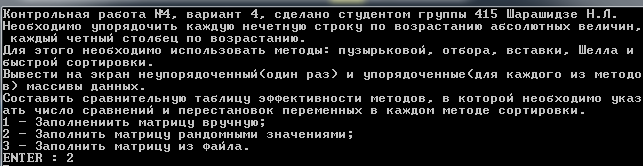 Контрольная работа №4, вариант 4, сделано студентом группы 415 Шарашидзе Н.Л.
Необходимо упорядочить каждую нечетную строку по возрастанию абсолютных величин,
каждый четный столбец по возрастанию.
Для этого необходимо использовать методы: пузырьковой, отбора, вставки, Шелла и
быстрой сортировки.
Вывести на экран неупорядоченный(один раз) и упорядоченные(для каждого из методо
в) массивы данных.
Составить сравнительную таблицу эффективности методов, в которой необходимо указ
ать число сравнений и перестановок переменных в каждом методе сортировки.
1 - Заполнениить матрицу вручную;
2 - Заполнить матрицу рандомными значениями;
3 - Заполнить матрицу из файла.
ENTER : 2